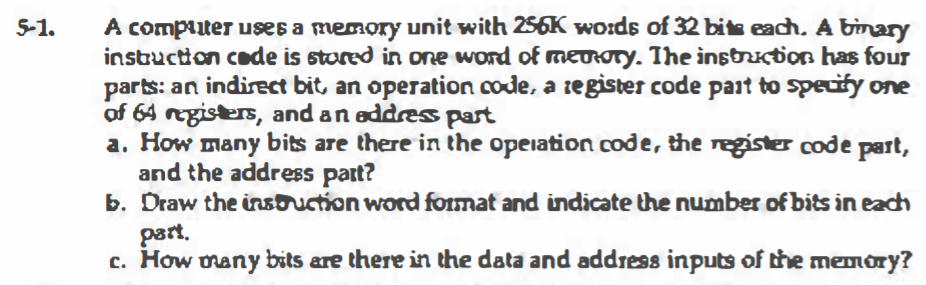 5-1. A computer uses a memory unit with 256K words of 32 bits each. A binary
instruction code is stored in one word of memory. The instruction has four
parts: an indirect bit, an operation code, a register code part to specify one
of 64 registers, and an address part
a. How many bits are there in the operation code, the register code part,
and the address part?
b. Draw the instruction word format and indicate the number of bits in each
part.
c. How many bits are there in the data and address inputs of the memory?